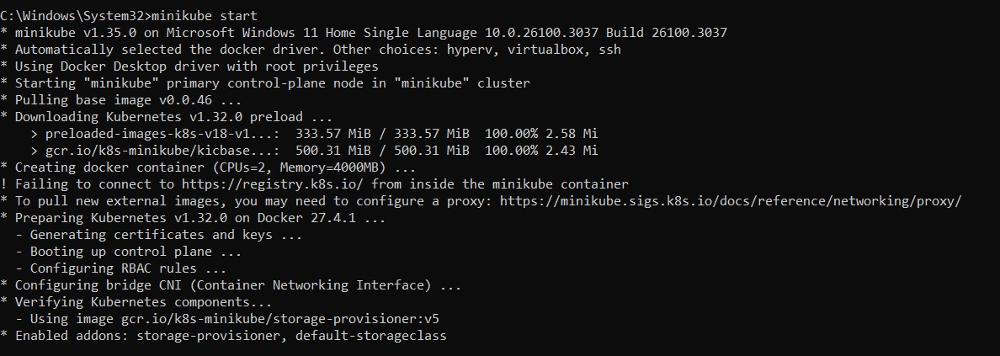 C:\Windows\System32>minikube start
* minikube v1.35.0 on Microsoft Windows 11 Home Single Language 10.0.26100.3037 Build 26100.3037
* Automatically selected the docker driver. Other choices: hyperv, virtualbox, ssh
* Using Docker Desktop driver with root privileges
* Starting "minikube" primary control-plane node in "minikube" cluster
* Pulling base image v0.0.46 ...
* Downloading Kubernetes v1.32.0 preload ...
    > preloaded-images-k8s-v18-v1...:  333.57 MiB / 333.57 MiB  100.00% 2.58 Mi
    > gcr.io/k8s-minikube/kicbase...:  500.31 MiB / 500.31 MiB  100.00% 2.43 Mi
* Creating docker container (CPUs=2, Memory=4000MB) ...
! Failing to connect to https://registry.k8s.io/ from inside the minikube container
* To pull new external images, you may need to configure a proxy: https://minikube.sigs.k8s.io/docs/reference/networking/proxy/
* Preparing Kubernetes v1.32.0 on Docker 27.4.1 ...
  - Generating certificates and keys ...
  - Booting up control plane ...
  - Configuring RBAC rules ...
* Configuring bridge CNI (Container Networking Interface) ...
* Verifying Kubernetes components...
  - Using image gcr.io/k8s-minikube/storage-provisioner:v5
* Enabled addons: storage-provisioner, default-storageclass